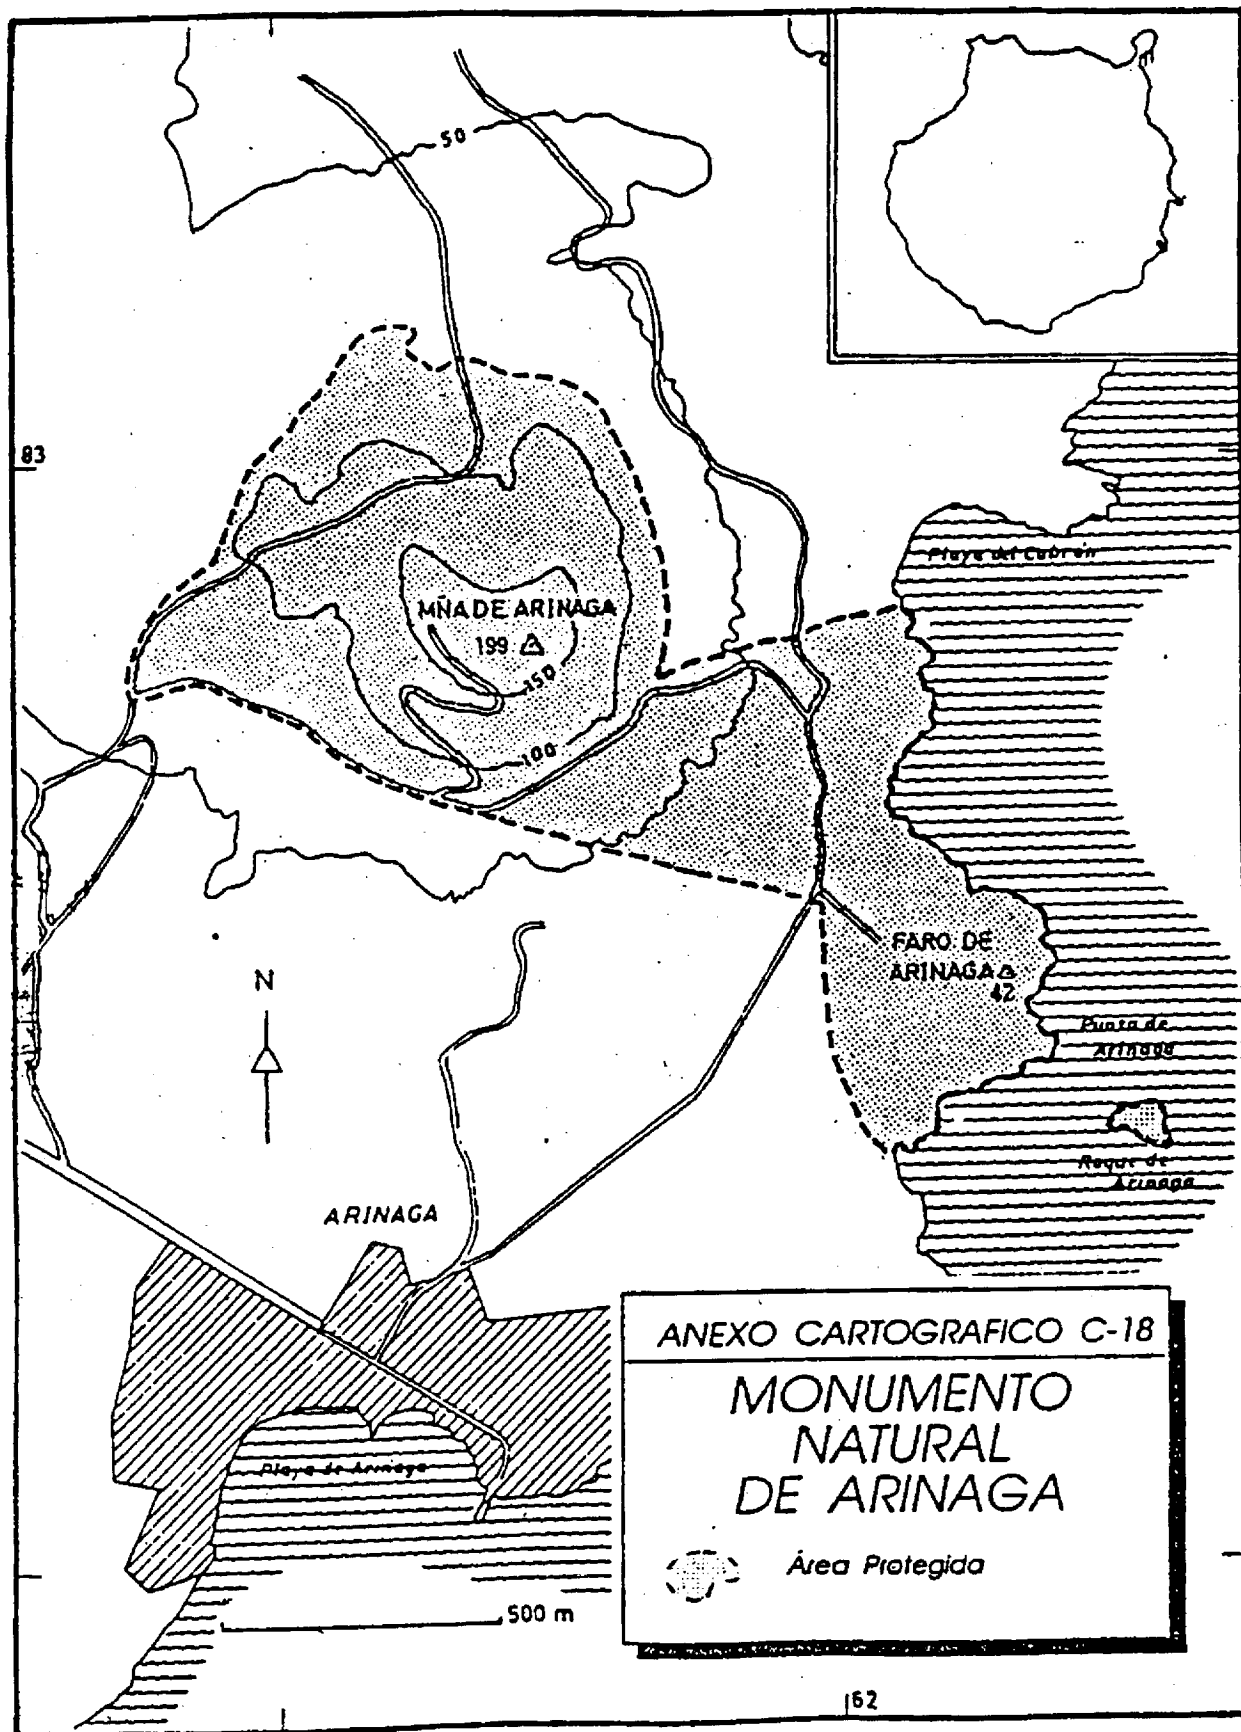 50
83
Playa del Cabrón
MÑA DE ARINAGA
199
150
100
FARO DE
ARINAGA
42
N
Punta de
Arinaga
Roque de
Arinaga
ARINAGA
Playa de Arinaga
500 m
ANEXO CARTOGRAFICO C-18
MONUMENTO
NATURAL
DE ARINAGA
Área Protegida
62